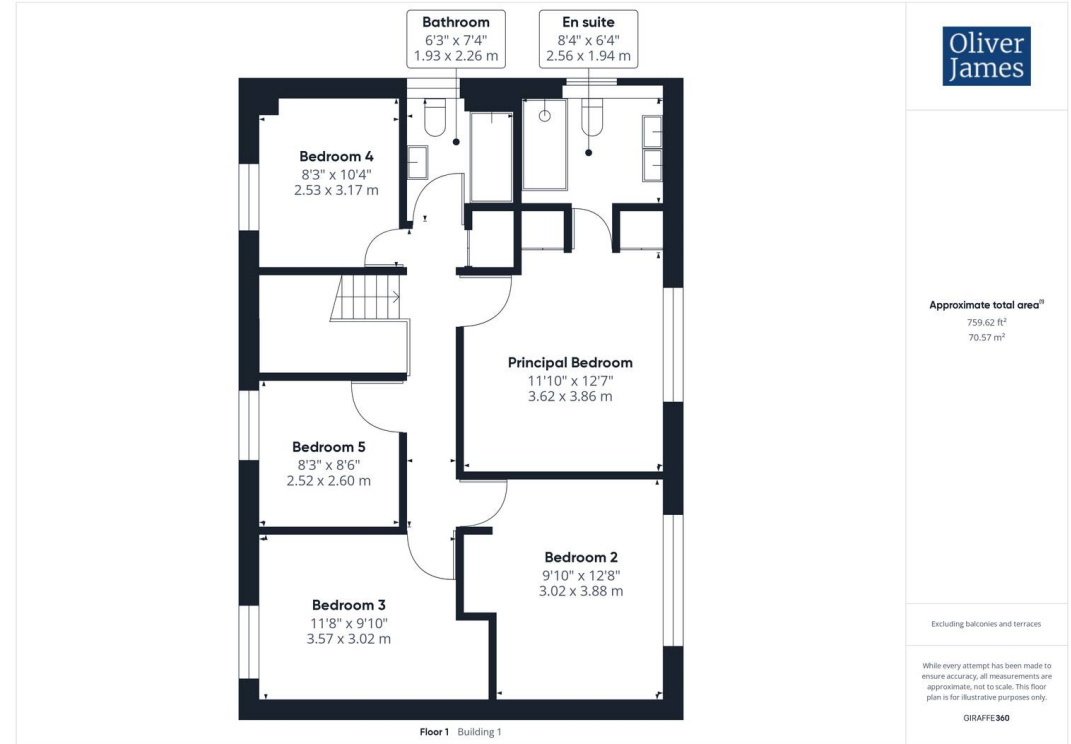 Bathroom
6'3" x 7'4"
1.93 x 2.26 m
En suite
8'4" x 6'4"
2.56 x 1.94 m
Bedroom 4
8'3" x 10'4"
2.53 x 3.17 m
Principal Bedroom
11'10" x 12'7"
3.62 x 3.86 m
Bedroom 5
8'3" x 8'6"
2.52 x 2.60 m
Bedroom 2
9'10" x 12'8"
3.02 x 3.88 m
Bedroom 3
11'8" x 9'10"
3.57 x 3.02 m
Floor 1 Building 1
Oliver
James
Approximate total area⁽¹⁾
759.62 ft²
70.57 m²
Excluding balconies and terraces
While every attempt has been made to
ensure accuracy, all measurements are
approximate, not to scale. This floor
plan is for illustrative purposes only.
GIRAFFE360